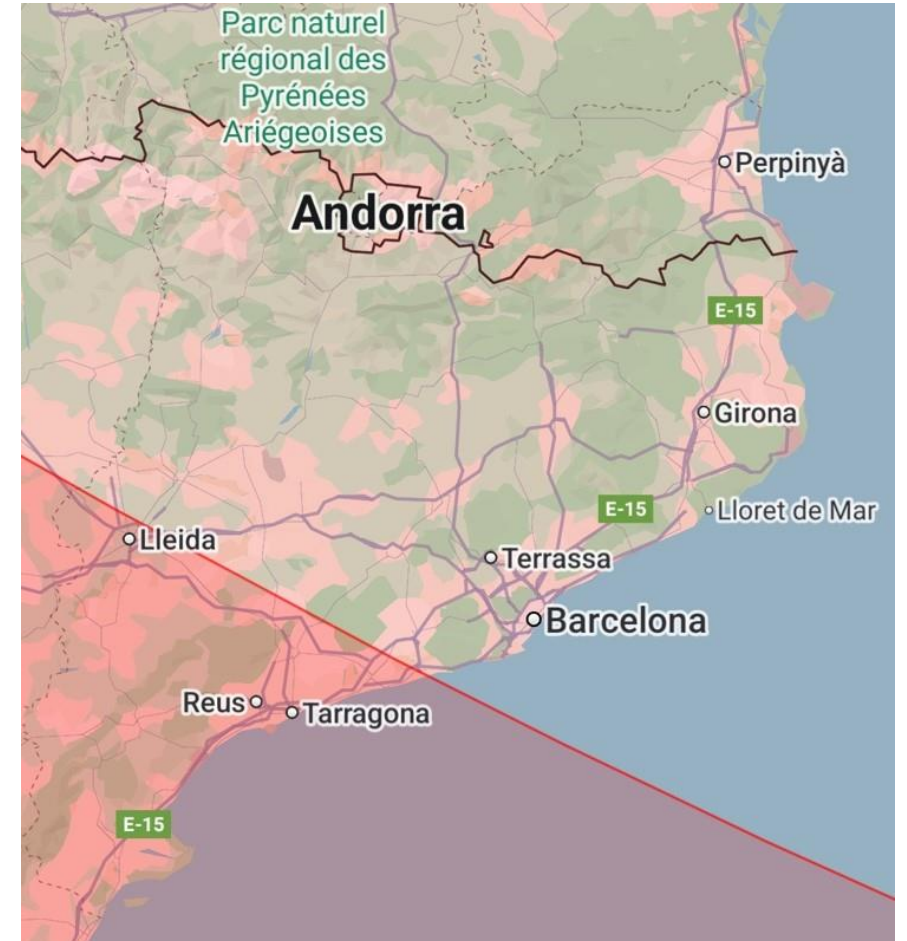 Parc naturel
régional des
Pyrénées
Ariégeoises
Perpinyà
Andorra
E-15
Girona
E-15
Lloret de Mar
Lleida
Terrassa
Barcelona
Reus
Tarragona
E-15